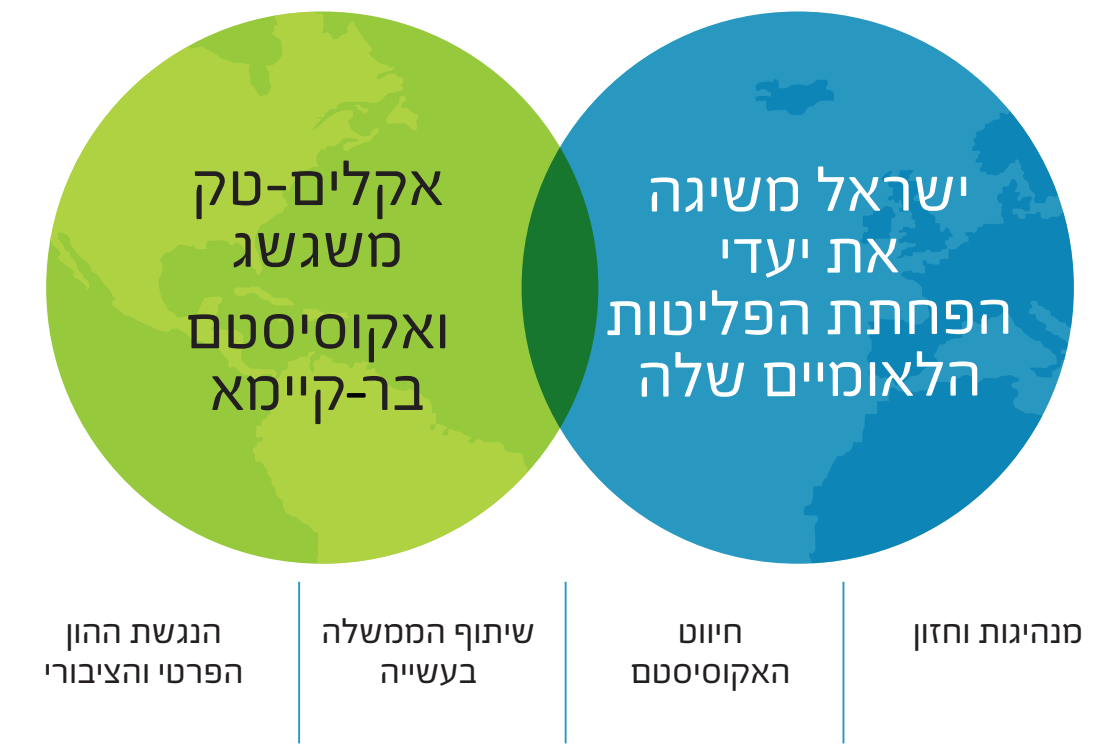 ישראל משיגה
את יעדי
הפחתת הפליטות
הלאומיים שלה
אקלים-טק
משגשג
ואקוסיסטם
בר-קיימא
מנהיגות וחזון
חיווט
האקוסיסטם
שיתוף הממשלה
בעשייה
הנגשת ההון
הפרטי והציבורי